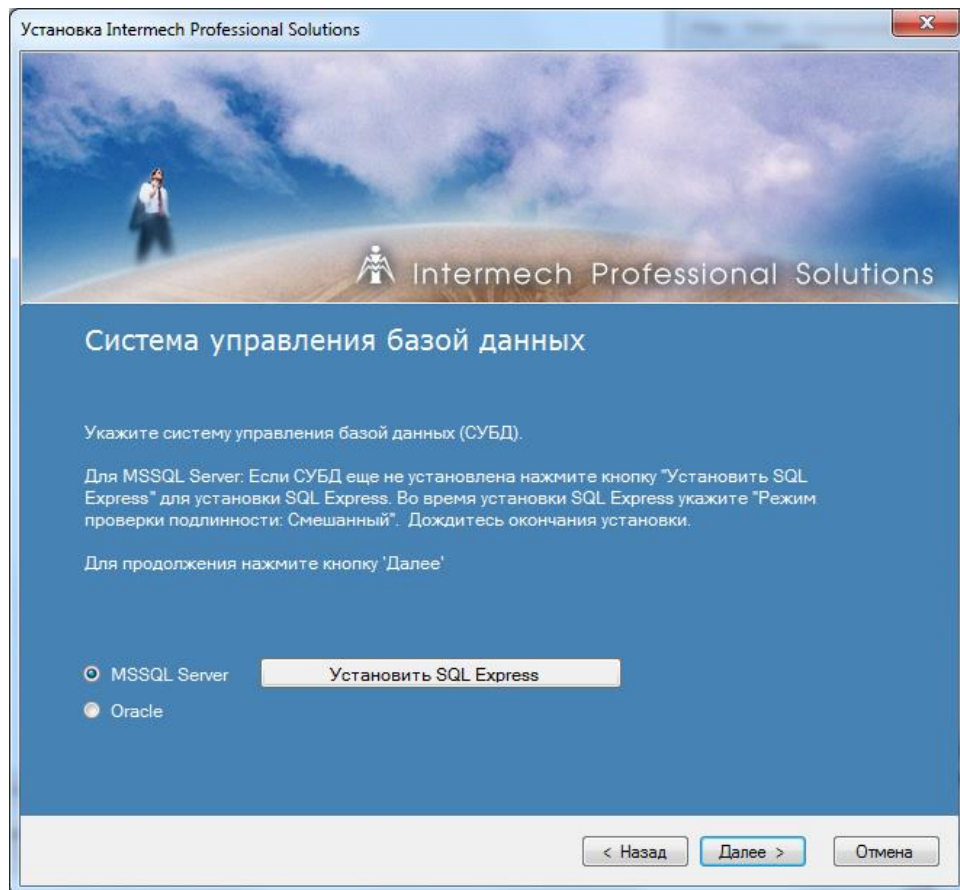 Установка Intermech Professional Solutions
Intermech Professional Solutions
Система управления базой данных
Укажите систему управления базой данных (СУБД).
Для MSSQL Server: Если СУБД еще не установлена нажмите кнопку "Установить SQL
Express" для установки SQL Express. Во время установки SQL Express укажите "Режим
проверки подлинности: Смешанный".  Дождитесь окончания установки.
Для продолжения нажмите кнопку 'Далее'
MSSQL Server Установить SQL Express
Oracle
< Назад Далее > Отмена